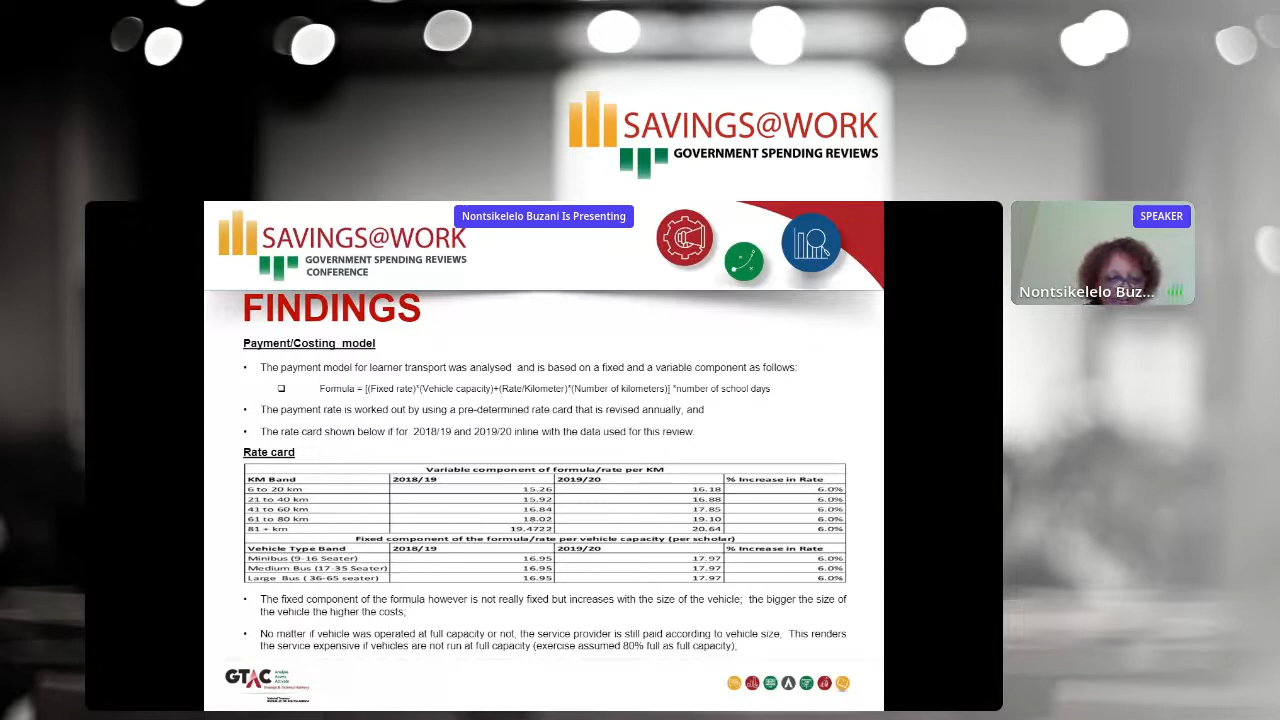 SAVINGS@WORK
GOVERNMENT SPENDING REVIEWS
Nontsikelelo Buzani Is Presenting
SPEAKER
SAVINGS@WORK
GOVERNMENT SPENDING REVIEWS
CONFERENCE
Nontsikelelo Buz...
FINDINGS
Payment/Costing model
• The payment model for learner transport was analysed and is based on a fixed and a variable component as follows:
❑ Formula = [(Fixed rate)*(Vehicle capacity)+(Rate/Kilometer)*(Number of kilometers)] *number of school days
• The payment rate is worked out by using a pre-determined rate card that is revised annually, and
• The rate card shown below if for 2018/19 and 2019/20 inline with the data used for this review.
Rate card
Variable component of formula/rate per KM
KM Band 2018/19 2019/20 % Increase in Rate
6 to 20 km 15.26 16.18 6.0%
21 to 40 km 15.92 16.88 6.0%
41 to 60 km 16.84 17.85 6.0%
61 to 80 km 18.02 19.10 6.0%
81 + km 19.4722 20.64 6.0%
Fixed component of the formula/rate per vehicle capacity (per scholar)
Vehicle Type Band 2018/19 2019/20 % Increase in Rate
Minibus (9-16 Seater) 16.95 17.97 6.0%
Medium Bus (17-35 Seater) 16.95 17.97 6.0%
Large Bus ( 36-65 seater) 16.95 17.97 6.0%
• The fixed component of the formula however is not really fixed but increases with the size of the vehicle; the bigger the size of
the vehicle the higher the costs;
• No matter if vehicle was operated at full capacity or not, the service provider is still paid according to vehicle size, This renders
the service expensive if vehicles are not run at full capacity (exercise assumed 80% full as full capacity),
GTAC